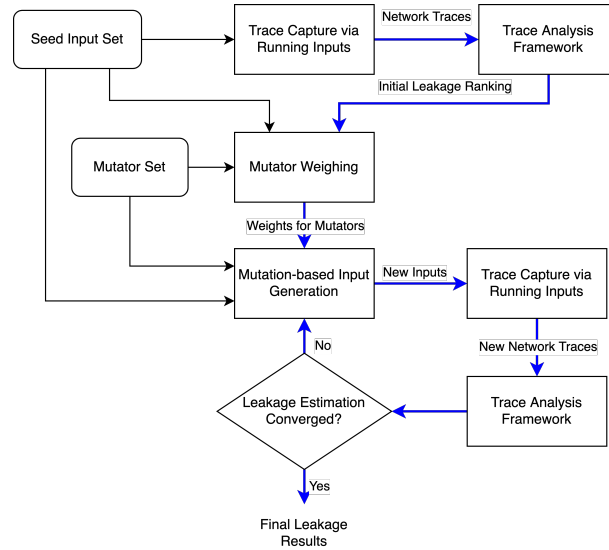 Seed Input Set
Trace Capture via
Running Inputs
Network Traces
Trace Analysis
Framework
Initial Leakage Ranking
Mutator Set
Mutator Weighing
Weights for Mutators
Mutation-based Input
Generation
New Inputs
Trace Capture via
Running Inputs
No
New Network Traces
Leakage Estimation
Converged?
Trace Analysis
Framework
Yes
Final Leakage
Results